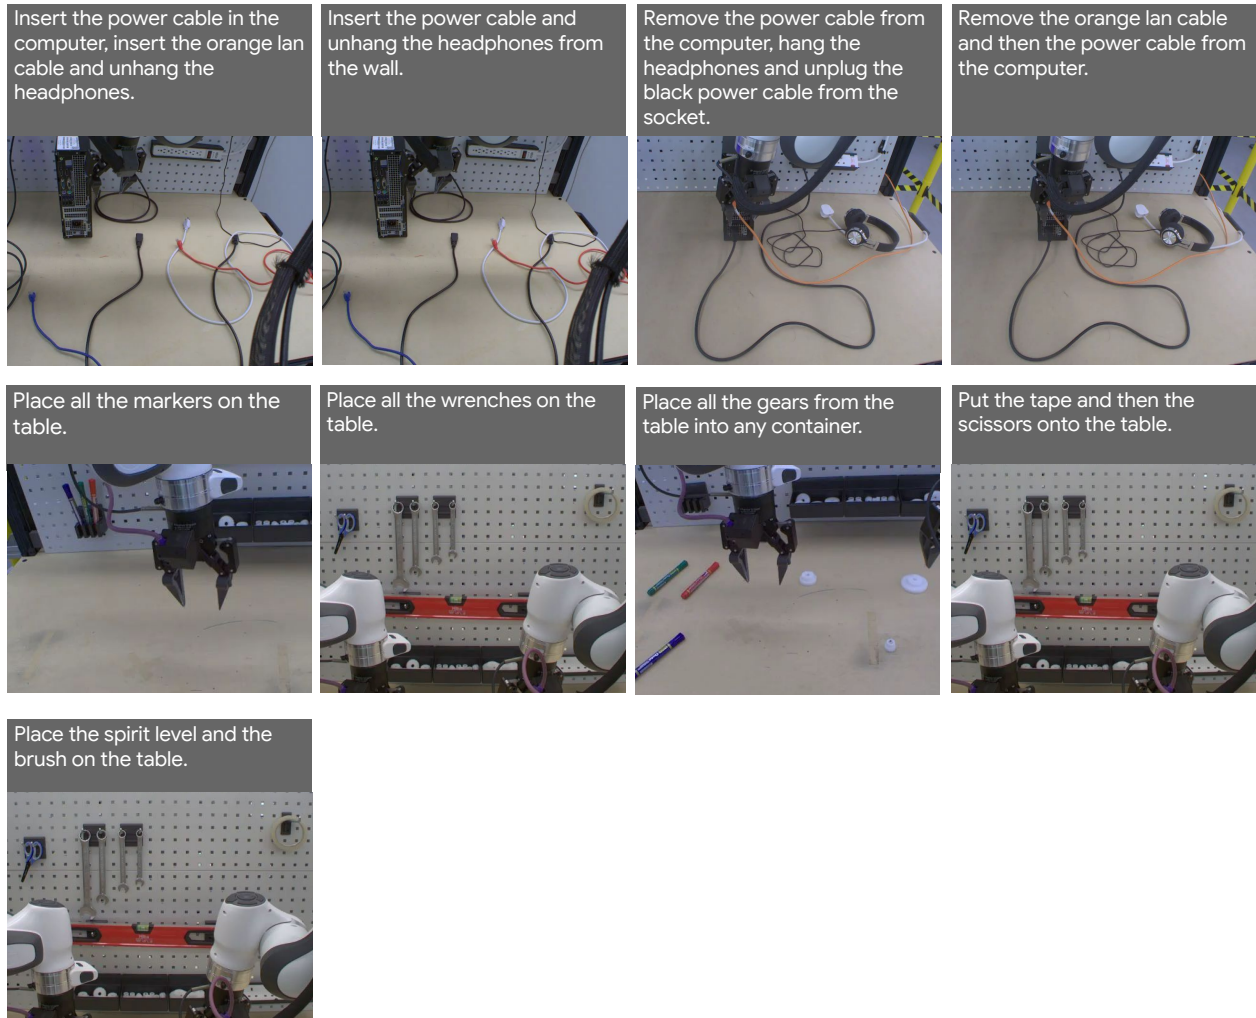 Insert the power cable in the
computer, insert the orange lan
cable and unhang the
headphones.
Insert the power cable and
unhang the headphones from
the wall.
Remove the power cable from
the computer, hang the
headphones and unplug the
black power cable from the
socket.
Remove the orange lan cable
and then the power cable from
the computer.
Place all the markers on the
table.
Place all the wrenches on the
table.
Place all the gears from the
table into any container.
Put the tape and then the
scissors onto the table.
Place the spirit level and the
brush on the table.